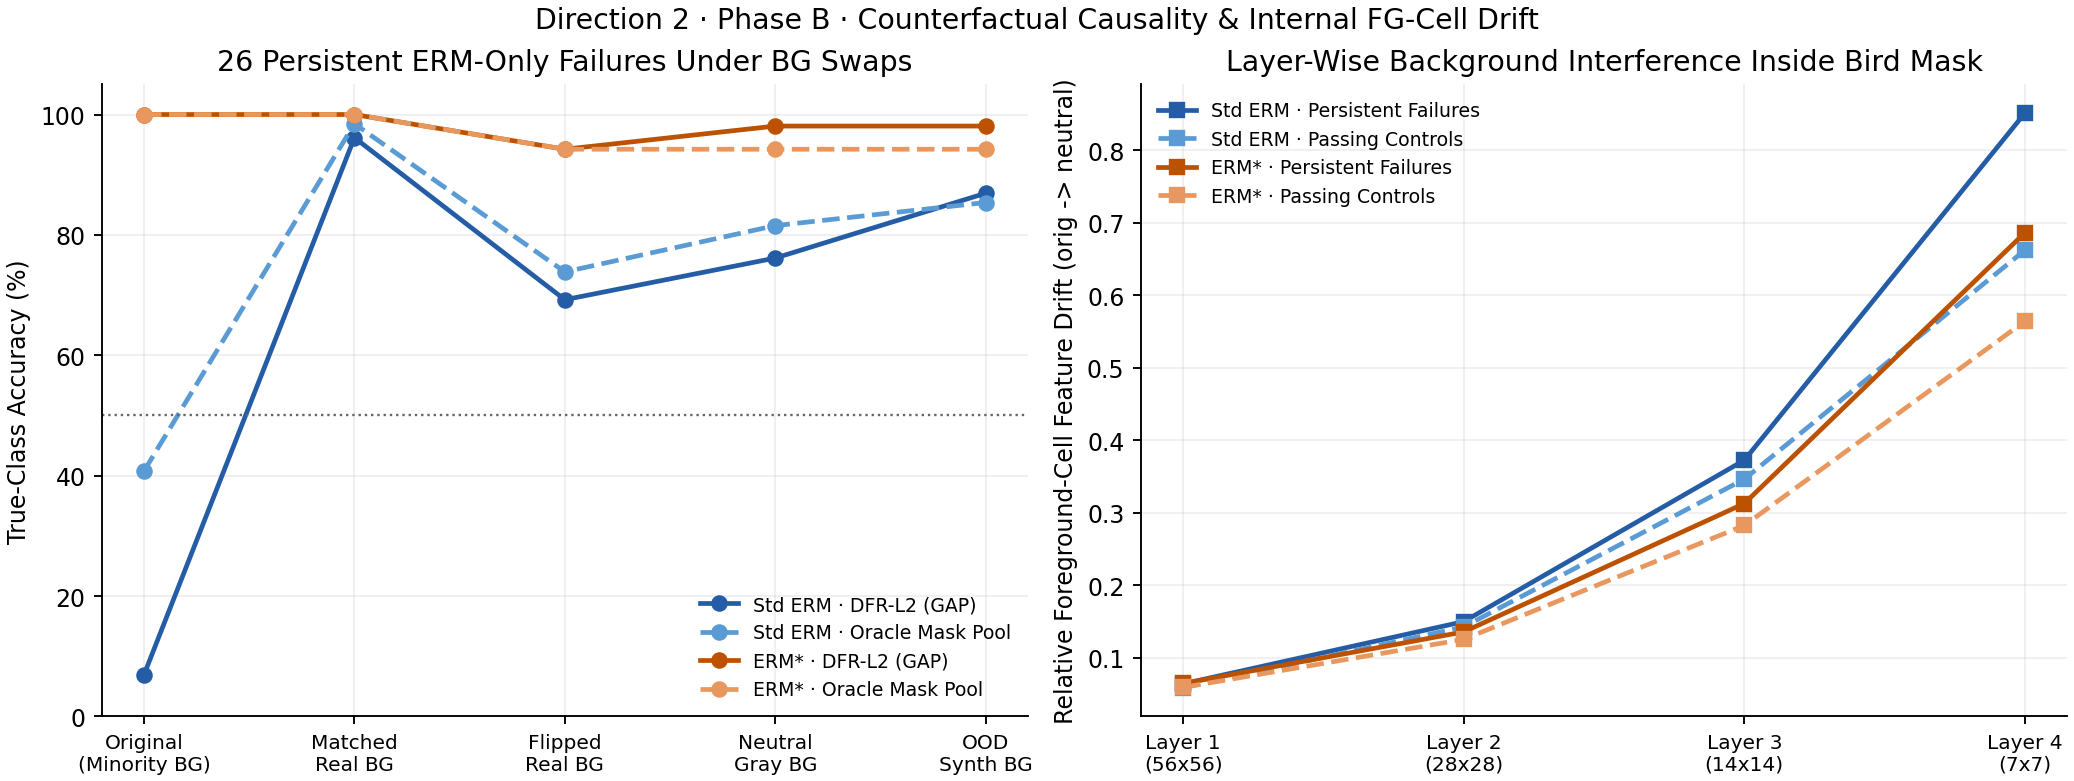 Direction 2 · Phase B · Counterfactual Causality & Internal FG-Cell Drift
26 Persistent ERM-Only Failures Under BG Swaps
True-Class Accuracy (%)
100
80
60
40
20
0
Std ERM · DFR-L2 (GAP)
Std ERM · Oracle Mask Pool
ERM* · DFR-L2 (GAP)
ERM* · Oracle Mask Pool
Original
(Minority BG)
Matched
Real BG
Flipped
Real BG
Neutral
Gray BG
OOD
Synth BG
Layer-Wise Background Interference Inside Bird Mask
Relative Foreground-Cell Feature Drift (orig -> neutral)
Std ERM · Persistent Failures
Std ERM · Passing Controls
ERM* · Persistent Failures
ERM* · Passing Controls
0.8
0.7
0.6
0.5
0.4
0.3
0.2
0.1
Layer 1
(56x56)
Layer 2
(28x28)
Layer 3
(14x14)
Layer 4
(7x7)